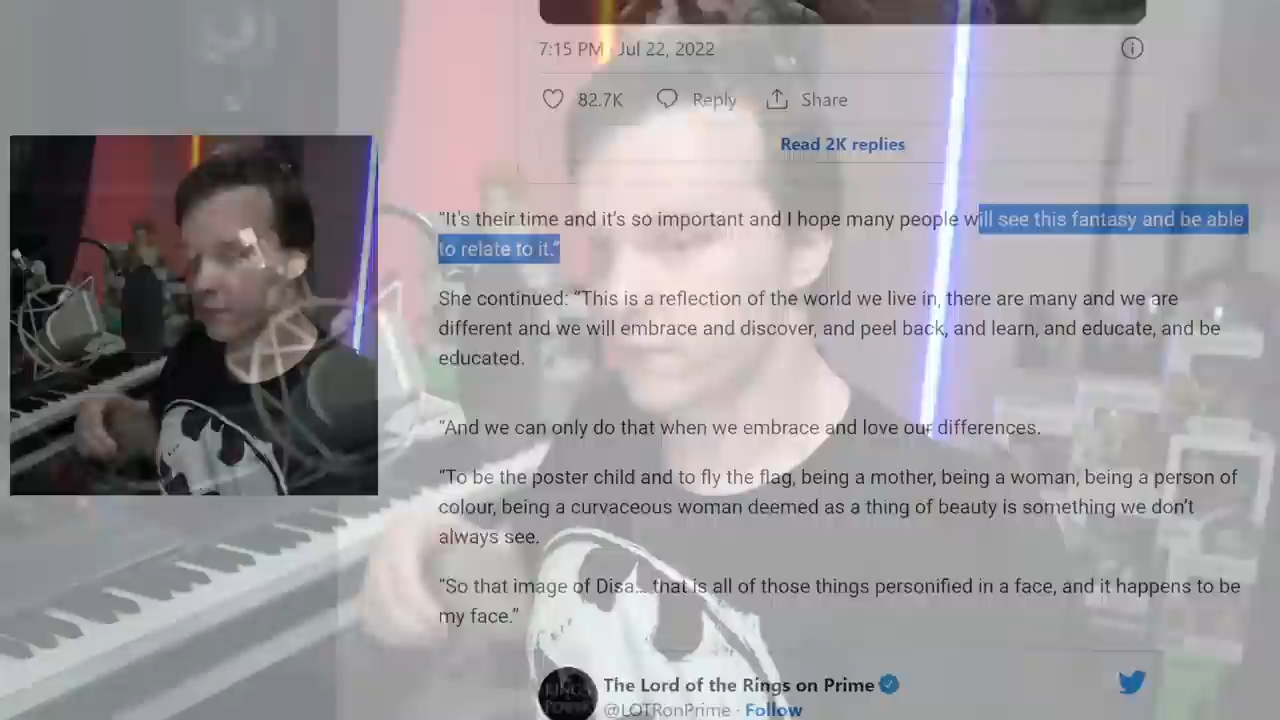 7:15 PM · Jul 22, 2022
82.7K Reply Share
Read 2K replies
“It's their time and it’s so important and I hope many people will see this fantasy and be able
to relate to it.”
She continued: “This is a reflection of the world we live in, there are many and we are
different and we will embrace and discover, and peel back, and learn, and educate, and be
educated.
“And we can only do that when we embrace and love our differences.
“To be the poster child and to fly the flag, being a mother, being a woman, being a person of
colour, being a curvaceous woman deemed as a thing of beauty is something we don’t
always see.
“So that image of Disa… that is all of those things personified in a face, and it happens to be
my face.”
The Lord of the Rings on Prime
@LOTRonPrime · Follow